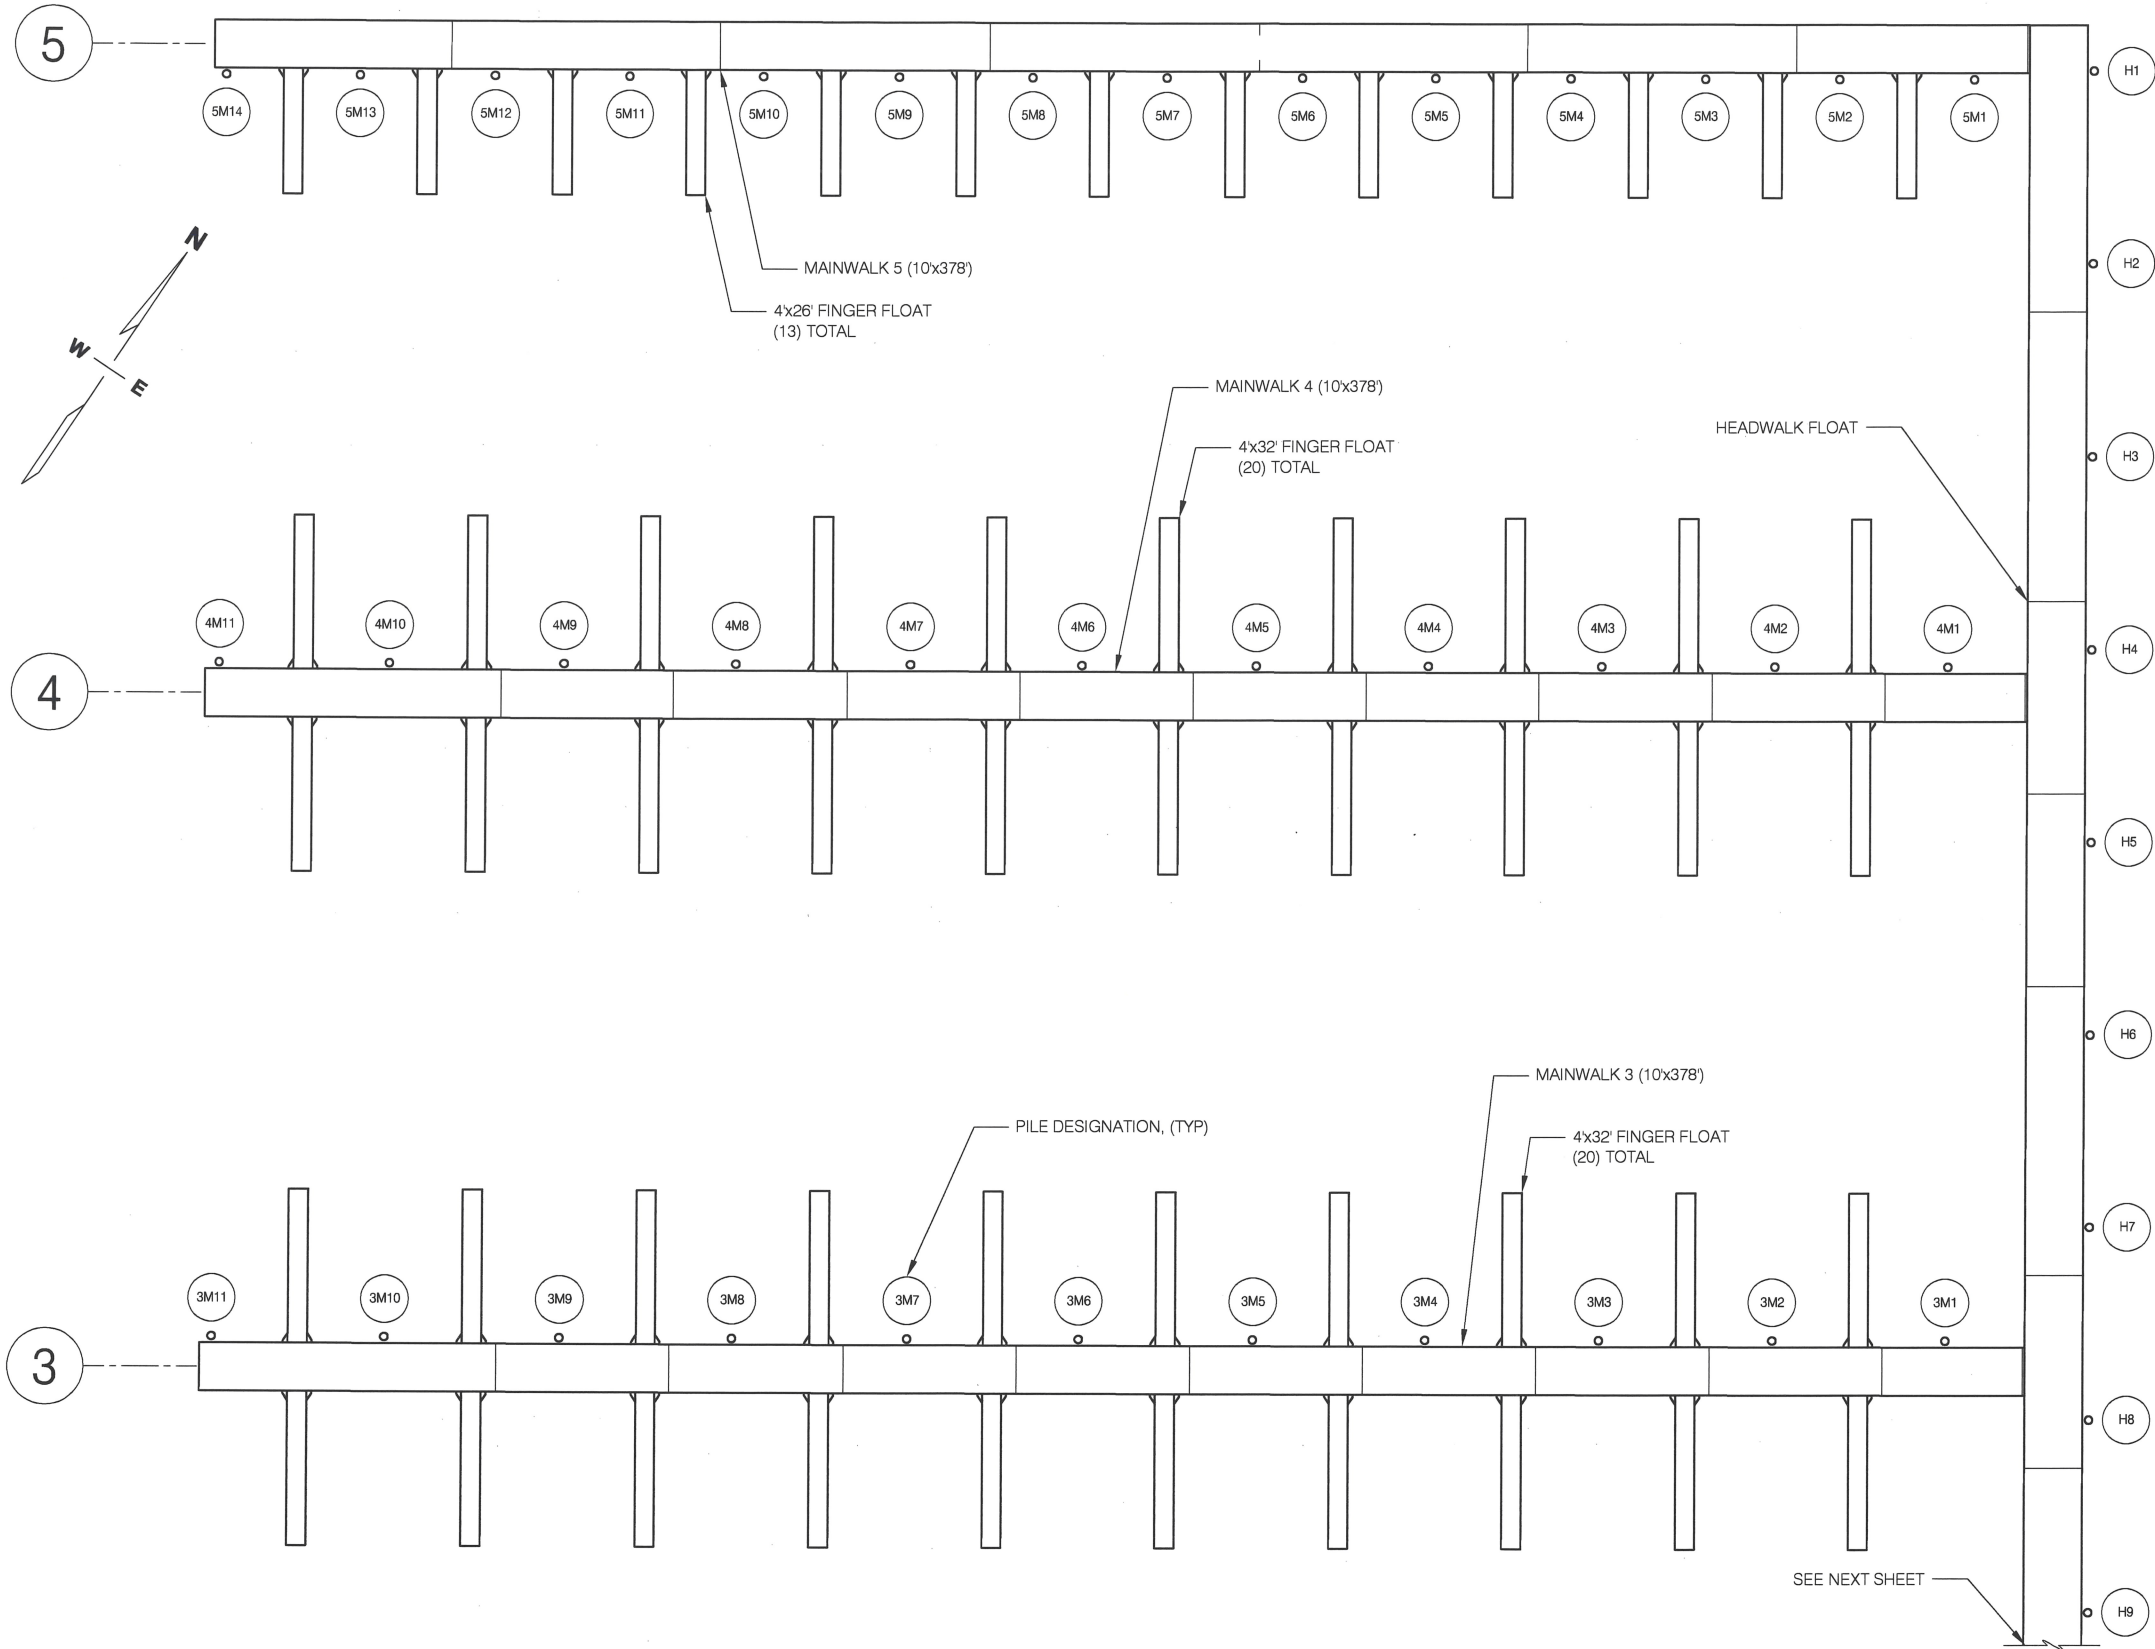 5
5M14
5M13
5M12
5M11
5M10
5M9
5M8
5M7
5M6
5M5
5M4
5M3
5M2
5M1
H1
N
W
E
MAINWALK 5 (10'x378')
4'x26' FINGER FLOAT
(13) TOTAL
H2
MAINWALK 4 (10'x378')
4'x32' FINGER FLOAT
(20) TOTAL
HEADWALK FLOAT
H3
4M11
4M10
4M9
4M8
4M7
4M6
4M5
4M4
4M3
4M2
4M1
H4
4
H5
H6
MAINWALK 3 (10'x378')
PILE DESIGNATION, (TYP)
4'x32' FINGER FLOAT
(20) TOTAL
H7
3M11
3M10
3M9
3M8
3M7
3M6
3M5
3M4
3M3
3M2
3M1
3
H8
SEE NEXT SHEET
H9